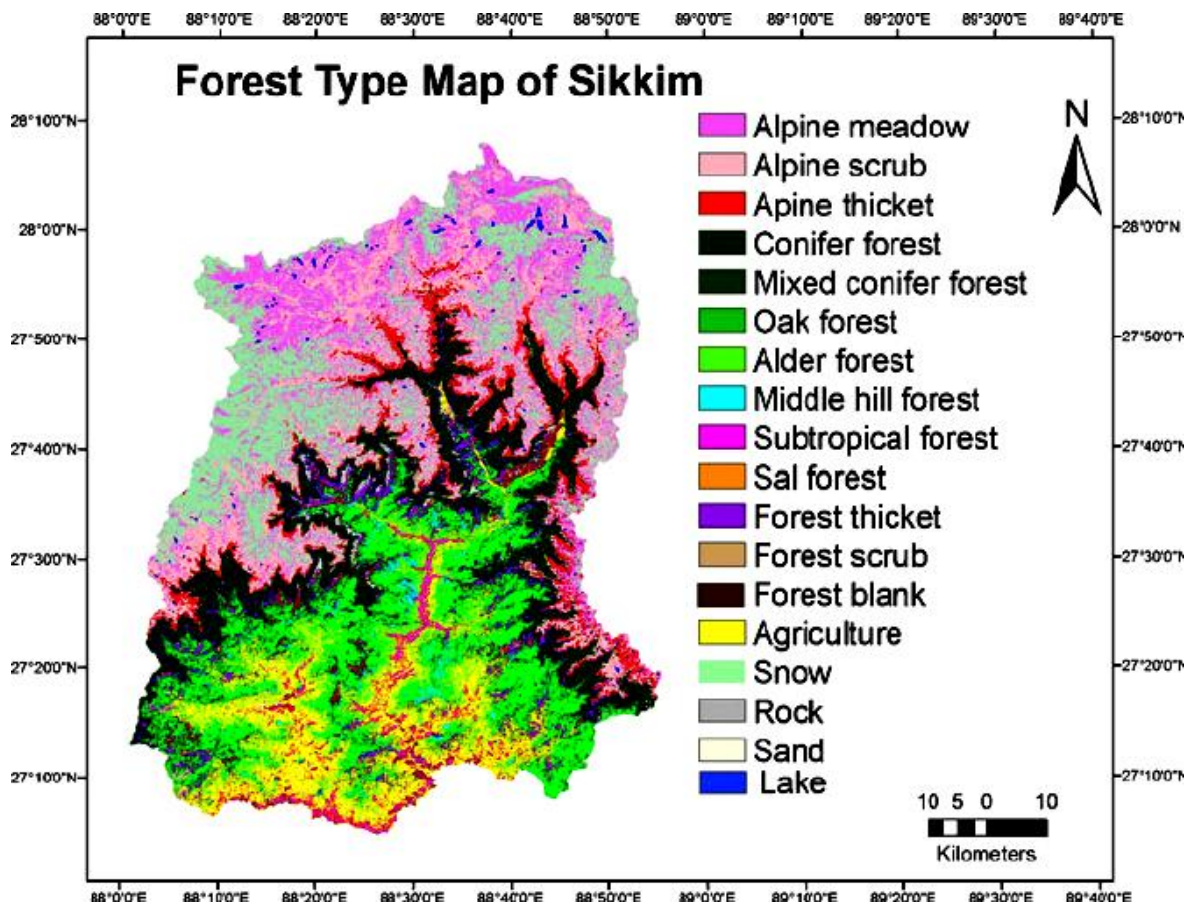 88°0'0"E 88°10'0"E 88°20'0"E 88°30'0"E 88°40'0"E 88°50'0"E 89°0'0"E 89°10'0"E 89°20'0"E 89°30'0"E 89°40'0"E
Forest Type Map of Sikkim
N
28°10'0"N
28°0'0"N
27°50'0"N
27°40'0"N
27°30'0"N
27°20'0"N
27°10'0"N
Alpine meadow
Alpine scrub
Apine thicket
Conifer forest
Mixed conifer forest
Oak forest
Alder forest
Middle hill forest
Subtropical forest
Sal forest
Forest thicket
Forest scrub
Forest blank
Agriculture
Snow
Rock
Sand
Lake
28°10'0"N
28°0'0"N
27°50'0"N
27°40'0"N
27°30'0"N
27°20'0"N
27°10'0"N
10 5 0 10
Kilometers
88°0'0"E 88°10'0"E 88°20'0"E 88°30'0"E 88°40'0"E 88°50'0"E 89°0'0"E 89°10'0"E 89°20'0"E 89°30'0"E 89°40'0"E